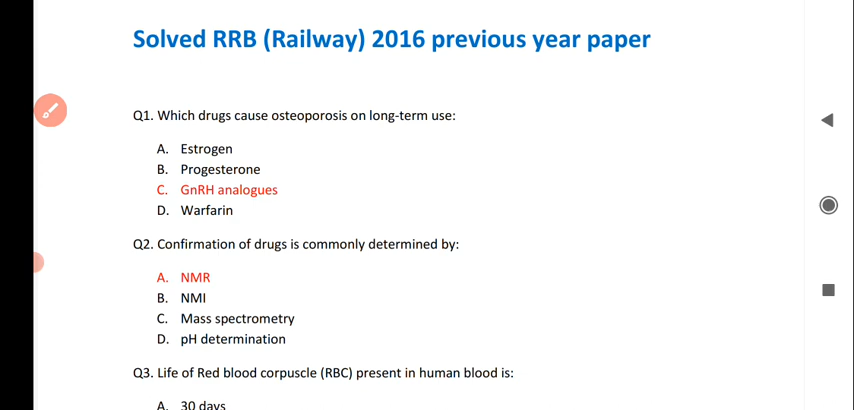 Solved RRB (Railway) 2016 previous year paper
Q1. Which drugs cause osteoporosis on long-term use:
A. Estrogen
B. Progesterone
C. GnRH analogues
D. Warfarin
Q2. Confirmation of drugs is commonly determined by:
A. NMR
B. NMI
C. Mass spectrometry
D. pH determination
Q3. Life of Red blood corpuscle (RBC) present in human blood is:
A. 30 days